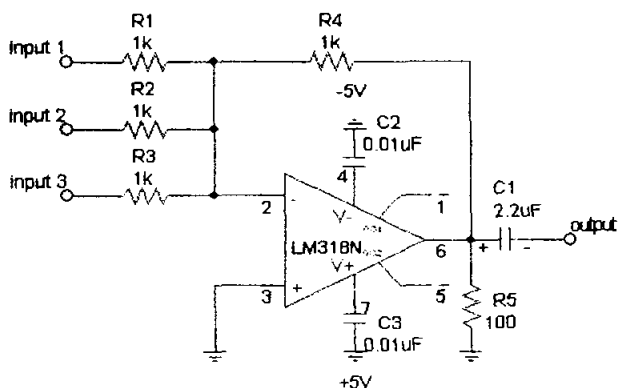 R1
input 1
1k
R4
1k
R2
input 2
1k
-5V
C2
0.01uF
R3
input 3
1k
4
2
-
V-
1
C1
2.2uF
LM318N
6
+
-
output
V+
3
+
5
7
C3
0.01uF
R5
100
+5V